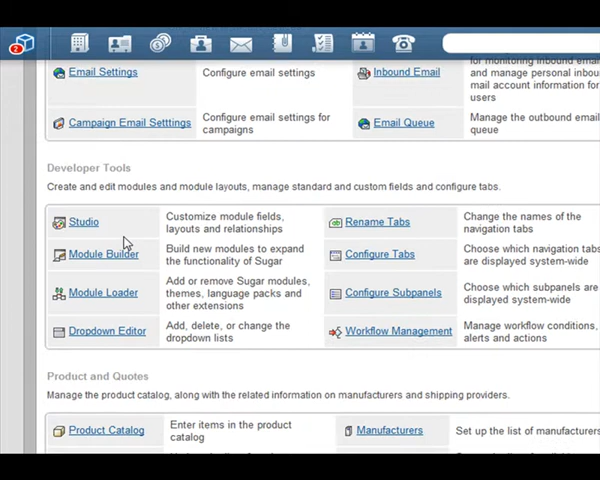 2
Email Settings
Configure email settings
Inbound Email
for monitoring inbound email
and manage personal inbou
mail account information for
users
Campaign Email Setttings
Configure email settings for
campaigns
Email Queue
Manage the outbound email
queue
Developer Tools
Create and edit modules and module layouts, manage standard and custom fields and configure tabs.
Studio
Customize module fields,
layouts and relationships
Rename Tabs
Change the names of the
navigation tabs
Module Builder
Build new modules to expand
the functionality of Sugar
Configure Tabs
Choose which navigation tabs
are displayed system-wide
Module Loader
Add or remove Sugar modules,
themes, language packs and
other extensions
Configure Subpanels
Choose which subpanels are
displayed system-wide
Dropdown Editor
Add, delete, or change the
dropdown lists
Workflow Management
Manage workflow conditions,
alerts and actions
Product and Quotes
Manage the product catalog, along with the related information on manufacturers and shipping providers.
Product Catalog
Enter items in the product
catalog
Manufacturers
Set up the list of manufacturers